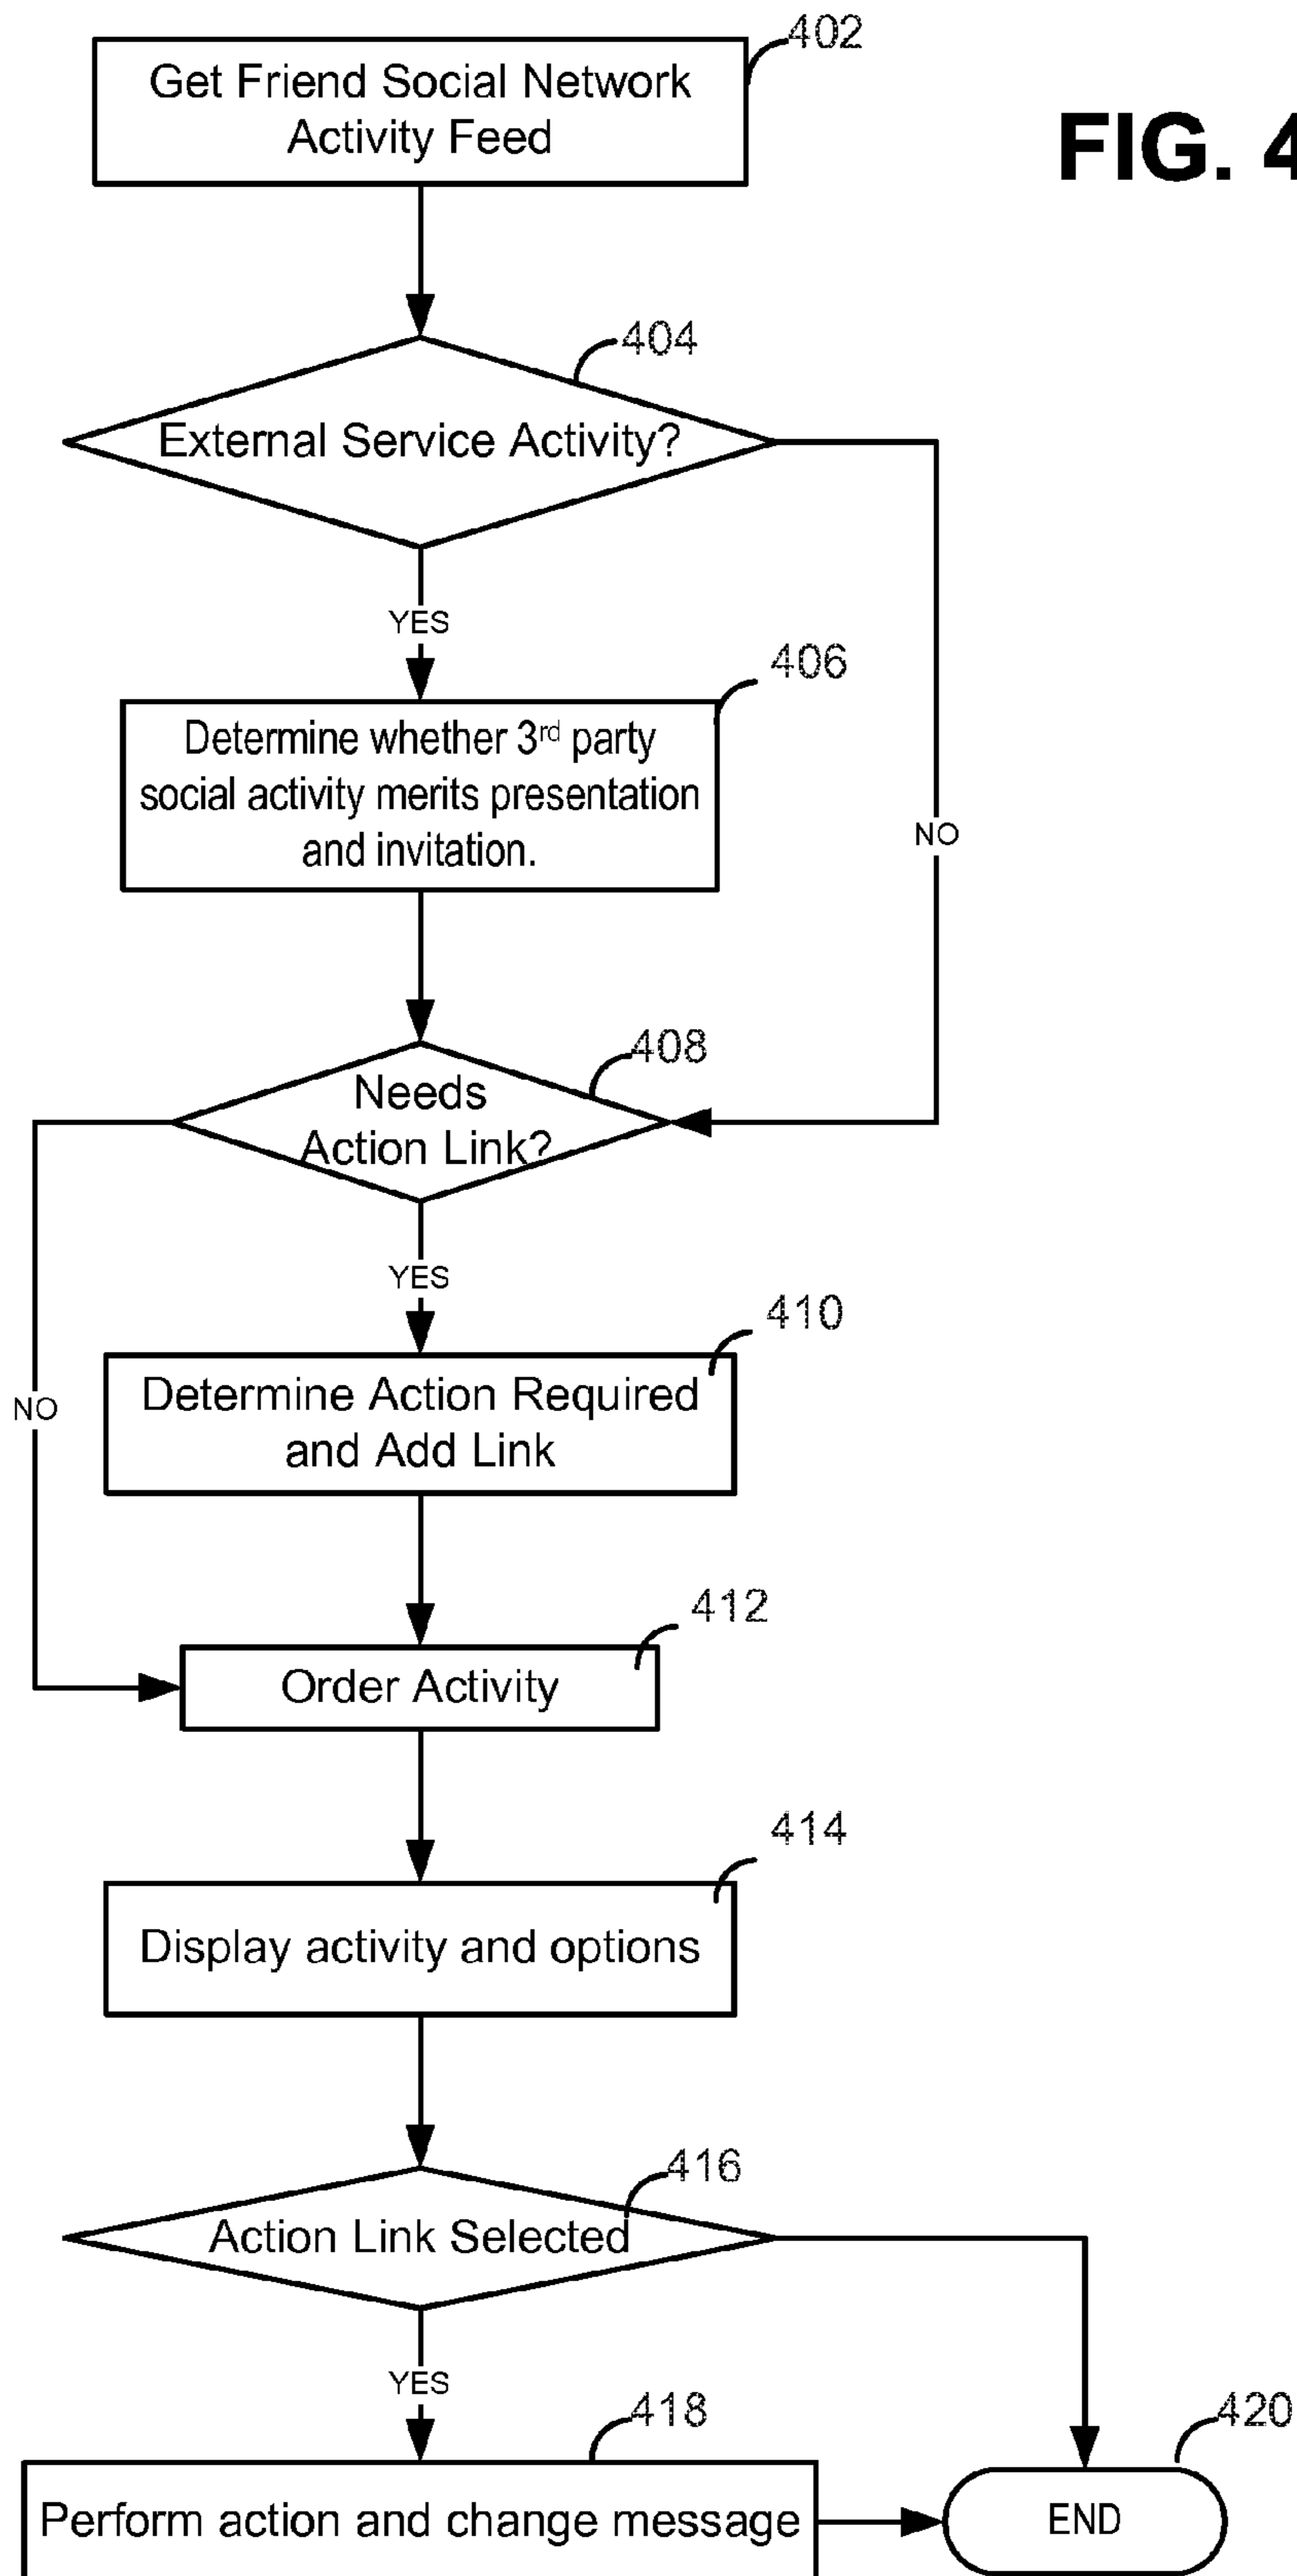 402
Get Friend Social Network
Activity Feed
FIG. 4
404
External Service Activity?
YES
406
Determine whether 3rd party
social activity merits presentation
and invitation.
NO
408
Needs
Action Link?
YES
410
Determine Action Required
and Add Link
NO
412
Order Activity
414
Display activity and options
416
Action Link Selected
YES
418
420
Perform action and change message
END